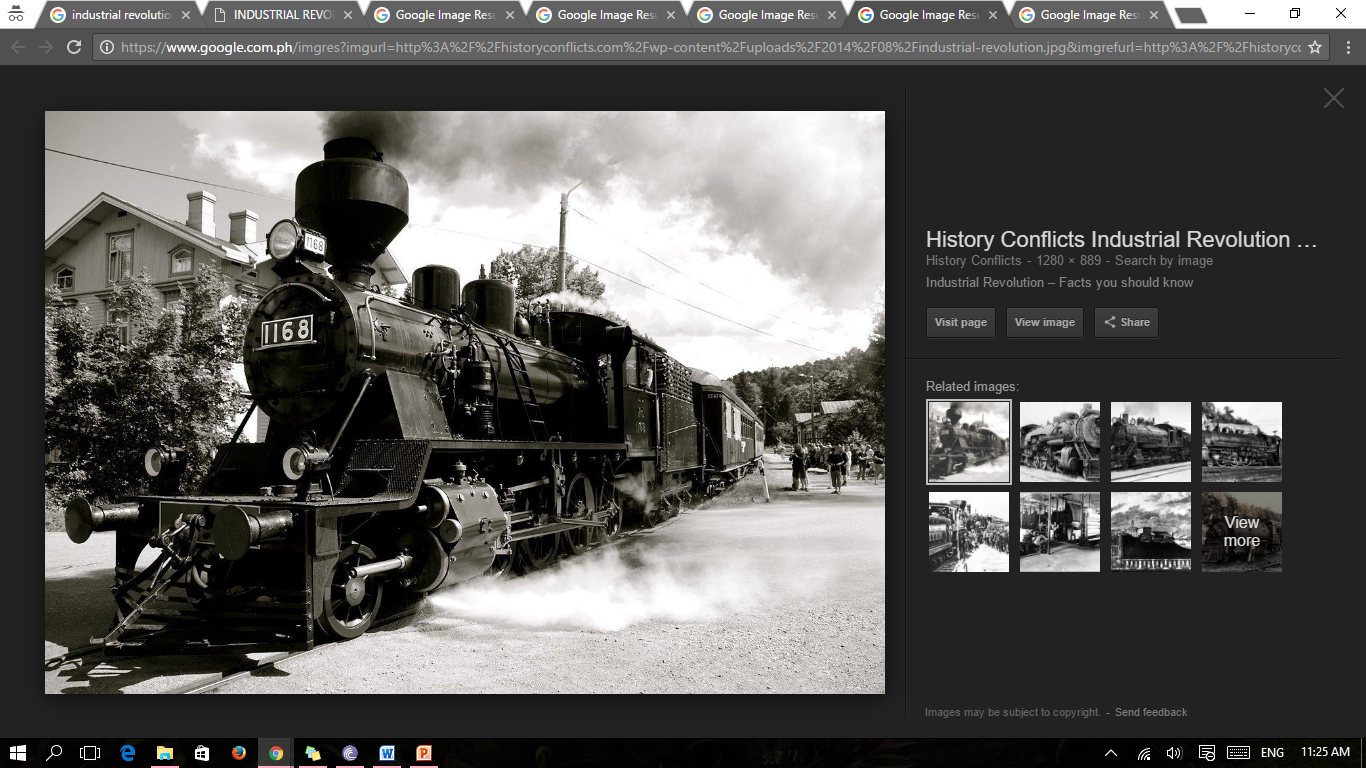 industrial revolution
INDUSTRIAL REVOL
Google Image Resu
Google Image Resu
Google Image Resu
Google Image Resu
Google Image Resu
https://www.google.com.ph/imgres?imgurl=http%3A%2F%2Fhistoryconflicts.com%2Fwp-content%2Fuploads%2F2014%2F08%2Findustrial-revolution.jpg&imgrefurl=http%3A%2F%2Fhistoryco
1168
1168
History Conflicts Industrial Revolution ...
History Conflicts - 1280 × 889 - Search by image
Industrial Revolution – Facts you should know
Visit page
View image
Share
Related images:
View
more
Images may be subject to copyright. - Send feedback
ENG
11:25 AM